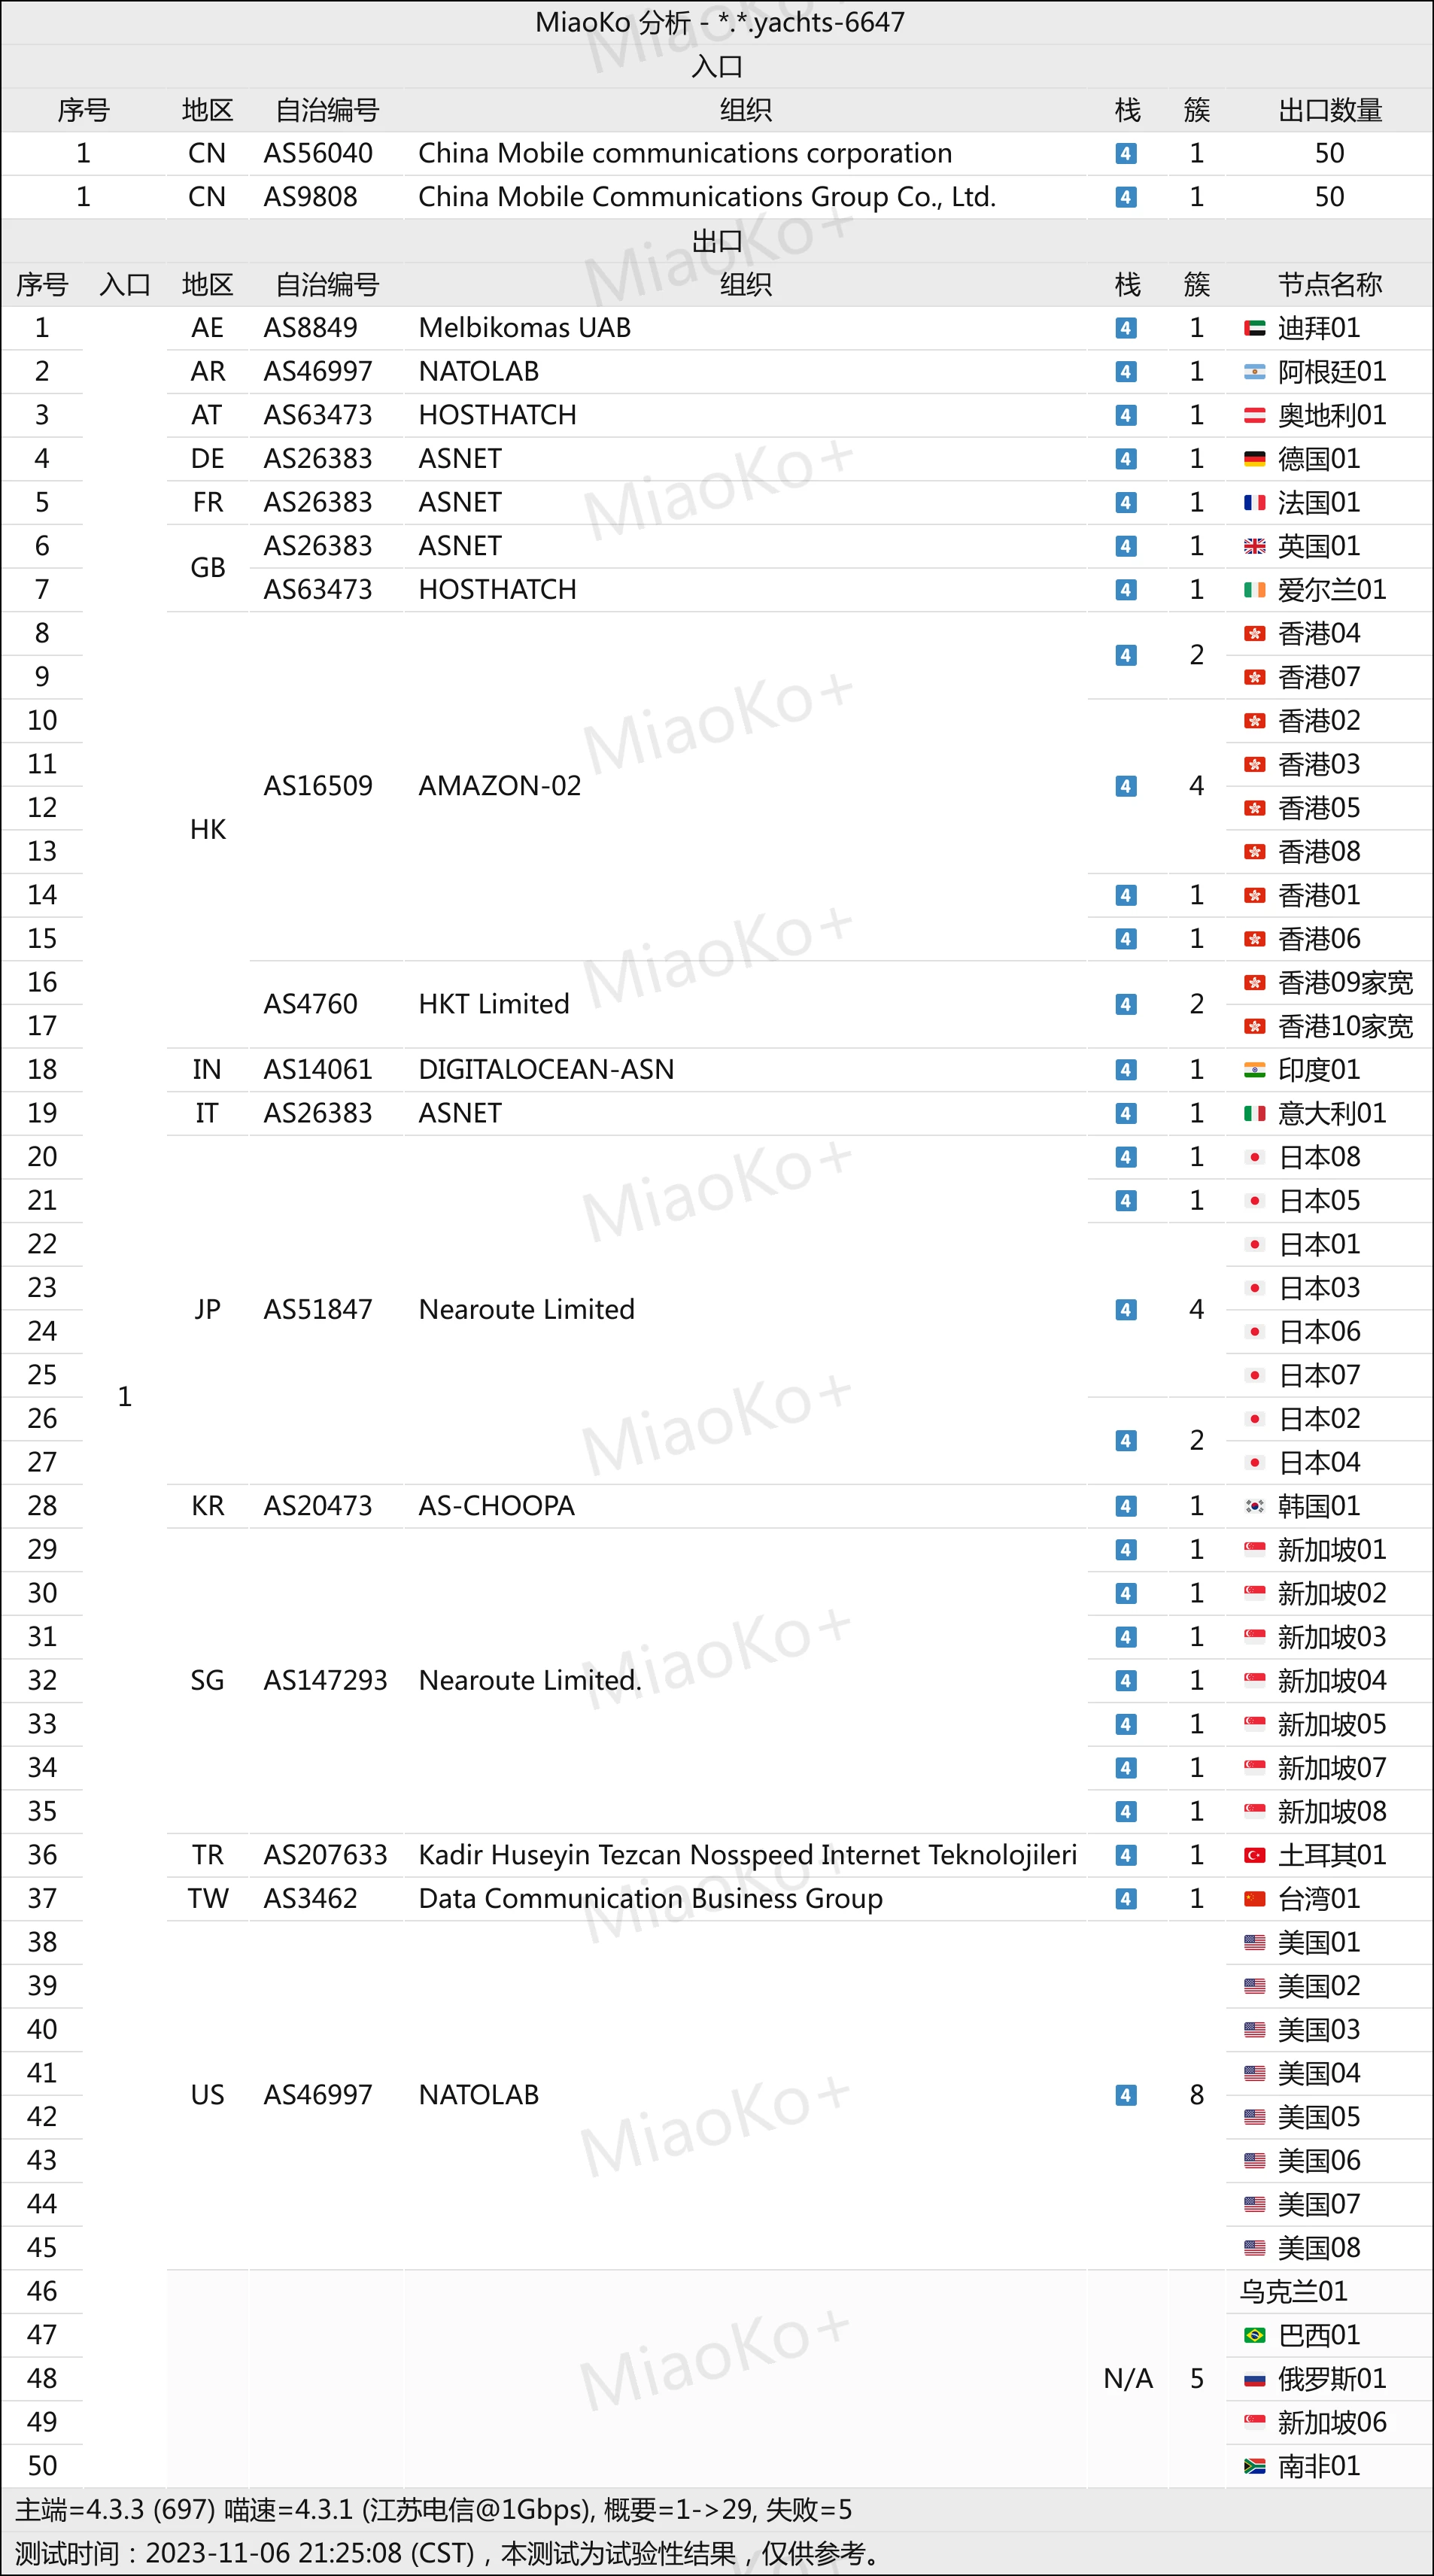 MiaoKo 分析 - *.*.yachts-6647
入口
序号 地区 自治编号 组织 栈 簇 出口数量
1 CN AS56040 China Mobile communications corporation 4 1 50
1 CN AS9808 China Mobile Communications Group Co., Ltd. 4 1 50
出口
序号 入口 地区 自治编号 组织 栈 簇 节点名称
1 AE AS8849 Melbikomas UAB 4 1 迪拜01
2 AR AS46997 NATOLAB 4 1 阿根廷01
3 AT AS63473 HOSTHATCH 4 1 奥地利01
4 DE AS26383 ASNET 4 1 德国01
5 FR AS26383 ASNET 4 1 法国01
6 GB AS26383 ASNET 4 1 英国01
7 AS63473 HOSTHATCH 4 1 爱尔兰01
8 4 2 香港04
9 香港07
10 香港02
11 AS16509 AMAZON-02 4 4 香港03
12 HK 香港05
13 香港08
14 4 1 香港01
15 4 1 香港06
16 AS4760 HKT Limited 4 2 香港09家宽
17 香港10家宽
18 IN AS14061 DIGITALOCEAN-ASN 4 1 印度01
19 IT AS26383 ASNET 4 1 意大利01
20 4 1 日本08
21 4 1 日本05
22 日本01
23 JP AS51847 Nearoute Limited 4 4 日本03
24 日本06
25 1 日本07
26 4 2 日本02
27 日本04
28 KR AS20473 AS-CHOOPA 4 1 韩国01
29 4 1 新加坡01
30 4 1 新加坡02
31 4 1 新加坡03
32 SG AS147293 Nearoute Limited. 4 1 新加坡04
33 4 1 新加坡05
34 4 1 新加坡07
35 4 1 新加坡08
36 TR AS207633 Kadir Huseyin Tezcan Nosspeed Internet Teknolojileri 4 1 土耳其01
37 TW AS3462 Data Communication Business Group 4 1 台湾01
38 美国01
39 美国02
40 美国03
41 US AS46997 NATOLAB 4 8 美国04
42 美国05
43 美国06
44 美国07
45 美国08
46 乌克兰01
47 巴西01
48 N/A 5 俄罗斯01
49 新加坡06
50 南非01
主端=4.3.3 (697) 喵速=4.3.1 (江苏电信@1Gbps), 概要=1->29, 失败=5
测试时间：2023-11-06 21:25:08 (CST)，本测试为试验性结果，仅供参考。
MiaoKo+
MiaoKo+
MiaoKo+
MiaoKo+
MiaoKo+
MiaoKo+
MiaoKo+
MiaoKo+
MiaoKo+
MiaoKo+
MiaoKo+